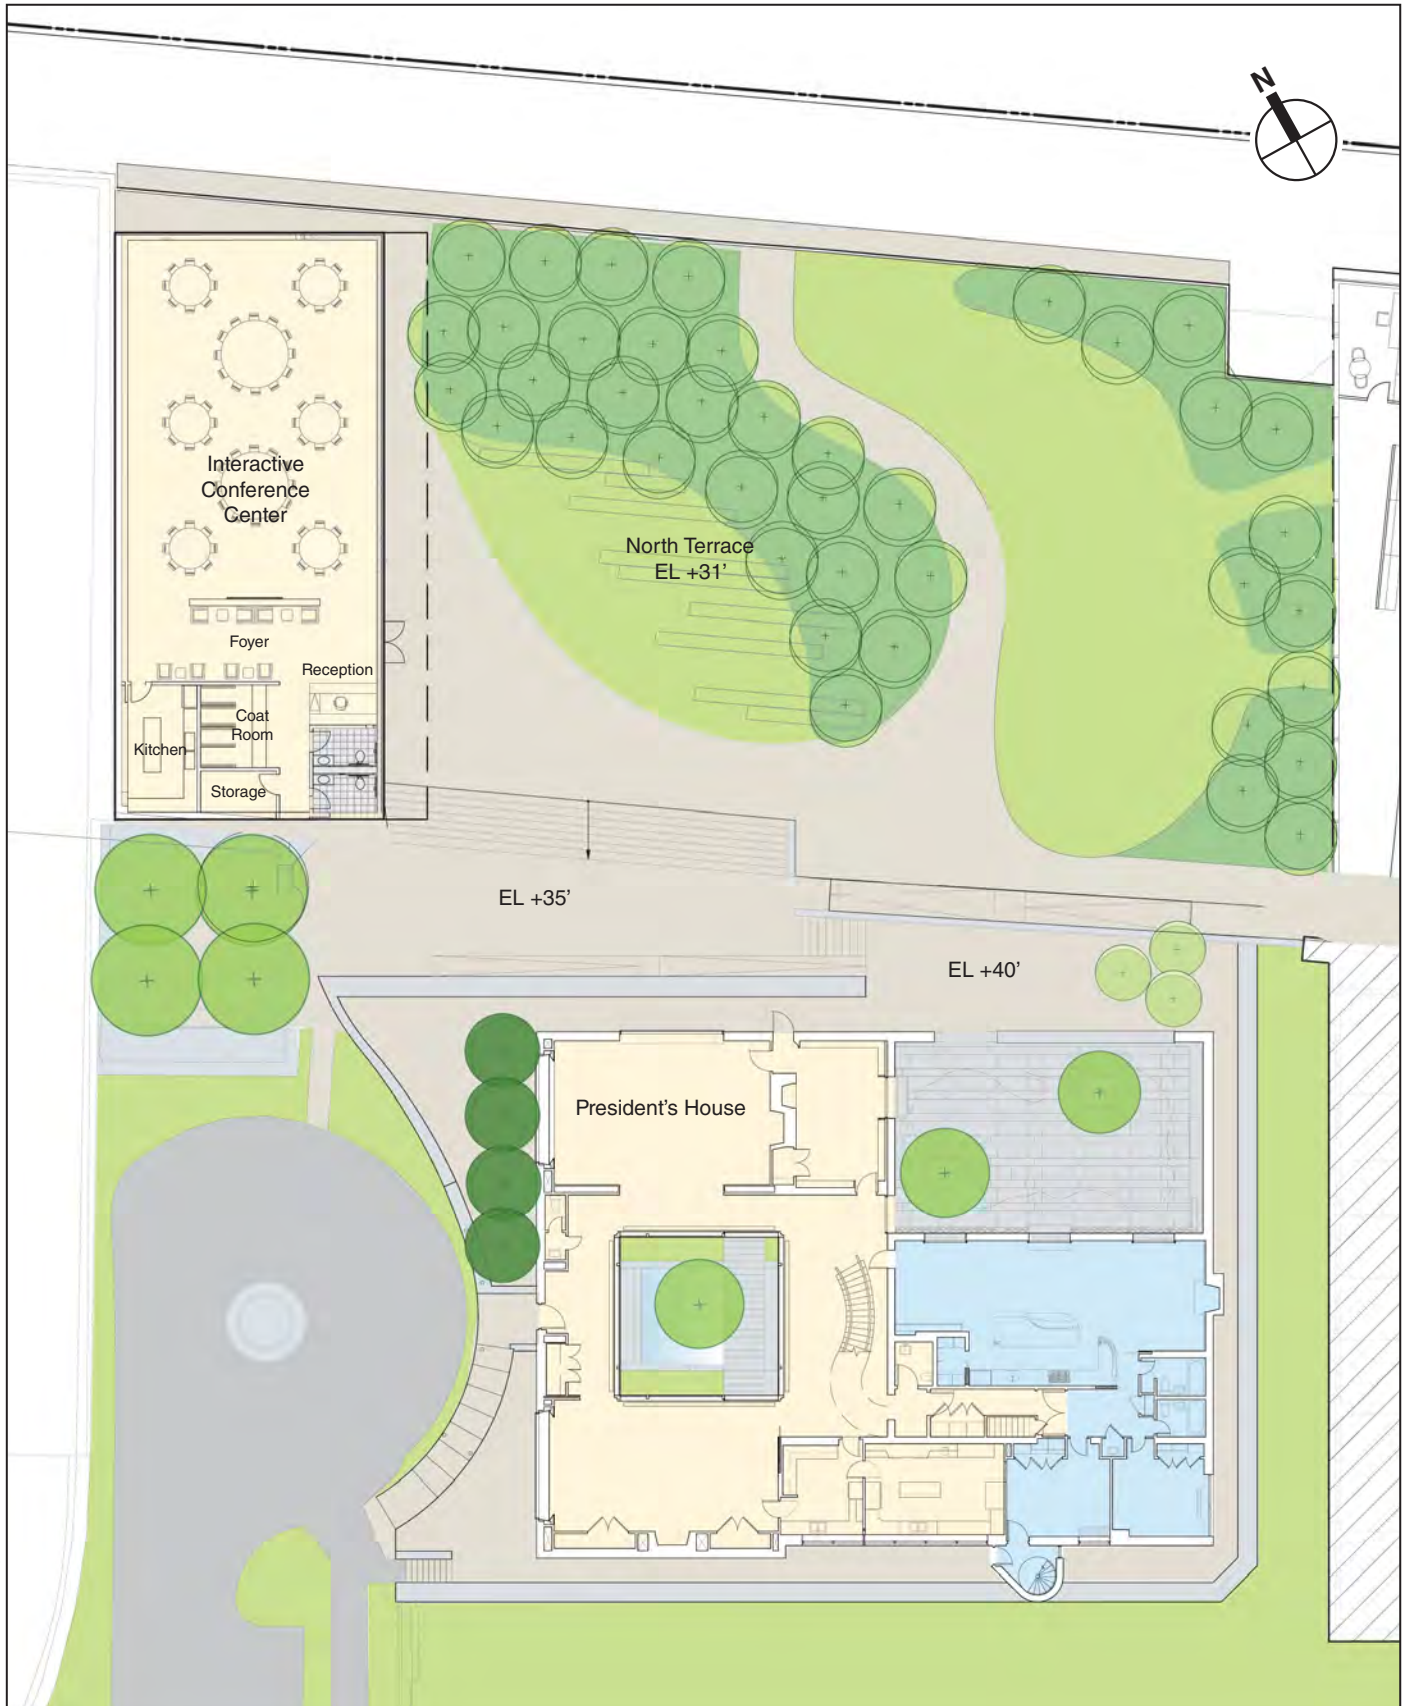 N
Interactive
Conference
Center
North Terrace
EL +31’
Foyer
Reception
Coat
Room
Kitchen
Storage
EL +35’
EL +40’
President’s House